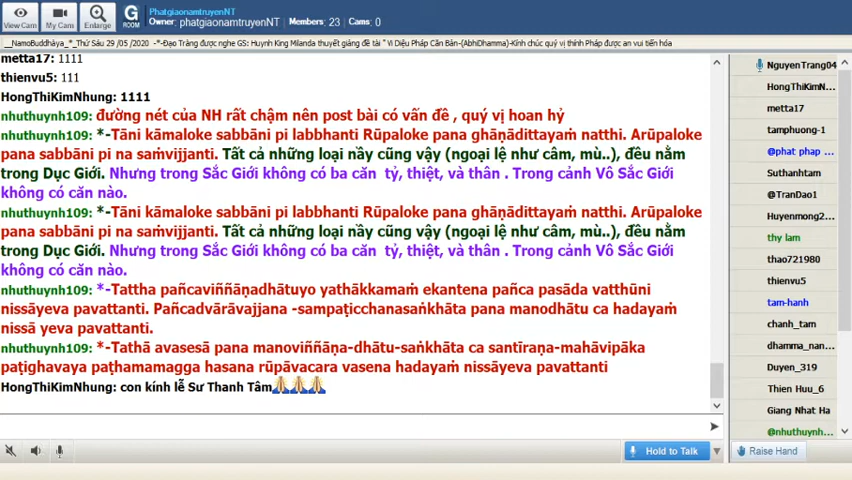 View Cam
My Cam
Enlarge
G
ROOM
PhatgiaonamtruyenNT
Owner: phatgiaonamtruyenNT
Members: 23
Cams: 0
__NamoBuddhàya_*_Thứ Sáu 29 /05 /2020 -*-Đạo Tràng được nghe GS: Huynh King Milanda thuyết giảng đề tài " Vi Diệu Pháp Căn Bản-(AbhiDhamma)-Kính chúc quý vị thính Pháp được an vui tiến hóa
metta17: 1111
thienvu5: 111
HongThiKimNhung: 1111
nhuthuynh109: đường nét của NH rất chậm nên post bài có vấn đề , quý vị hoan hỷ
nhuthuynh109: *-Tāni kāmaloke sabbāni pi labbhanti Rūpaloke pana ghāṇādittayaṁ natthi. Arūpaloke
pana sabbāni pi na saṁvijjanti. Tất cả những loại nầy cũng vậy (ngoại lệ như câm, mù..), đều nằm
trong Dục Giới. Nhưng trong Sắc Giới không có ba căn tỷ, thiệt, và thân . Trong cảnh Vô Sắc Giới
không có căn nào.
nhuthuynh109: *-Tāni kāmaloke sabbāni pi labbhanti Rūpaloke pana ghāṇādittayaṁ natthi. Arūpaloke
pana sabbāni pi na saṁvijjanti. Tất cả những loại nầy cũng vậy (ngoại lệ như câm, mù..), đều nằm
trong Dục Giới. Nhưng trong Sắc Giới không có ba căn tỷ, thiệt, và thân . Trong cảnh Vô Sắc Giới
không có căn nào.
nhuthuynh109: *-Tattha pañcaviññāṇadhātuyo yathākkamaṁ ekantena pañca pasāda vatthūni
nissāyeva pavattanti. Pañcadvārāvajjana -sampaṭicchanasaṅkhāta pana manodhātu ca hadayaṁ
nissā yeva pavattanti.
nhuthuynh109: *-Tathā avasesā pana manoviññāṇa-dhātu-saṅkhāta ca santīraṇa-mahāvipāka
paṭighavaya paṭhamamagga hasana rūpāvacara vasena hadayaṁ nissāyeva pavattanti
HongThiKimNhung: con kính lễ Sư Thanh Tâm
NguyenTrang04
HongThiKimN...
metta17
tamphuong-1
@phat phap ...
Suthanhtam
@TranDao1
Huyenmong2...
thy lam
thao721980
thienvu5
tam-hanh
chanh_tam
dhamma_nan...
Duyen_319
Thien Huu_6
Giang Nhat Ha
@nhuthuynh...
Hold to Talk
Raise Hand